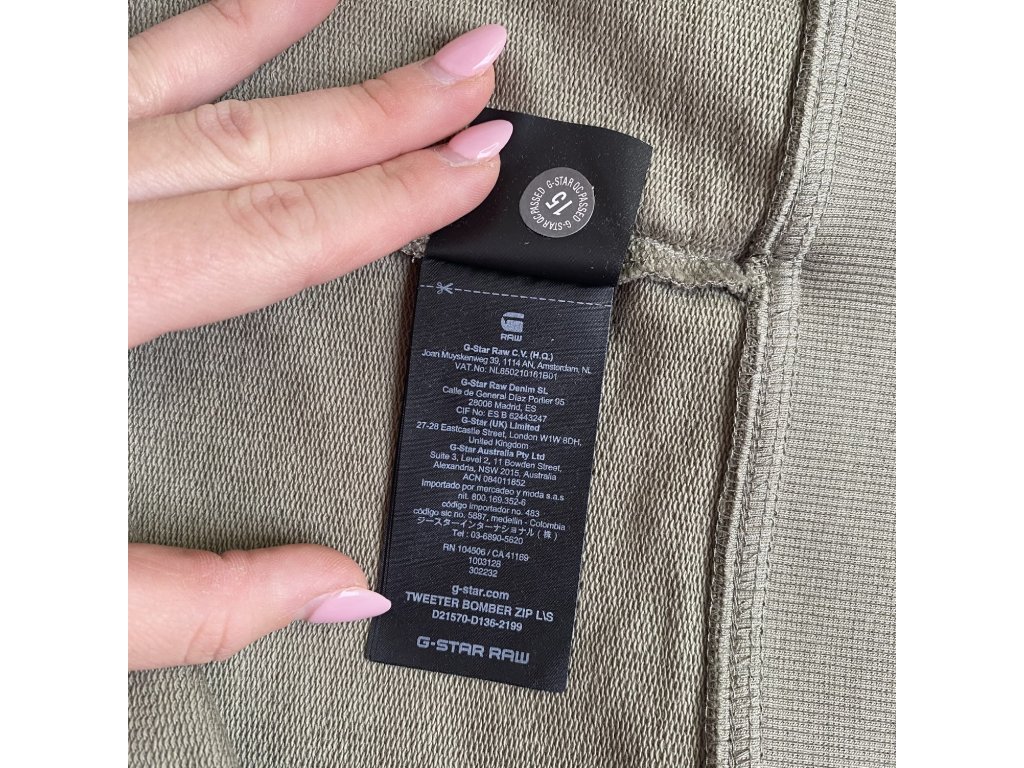 G-STAR QC PASSED G-STAR QC PASSED
15
RAW
G-Star Raw C.V. (H.Q.)
Joan Muyskenweg 39, 1114 AN, Amsterdam, NL
VAT.No: NL850210161B01
G-Star Raw Denim SL
Calle de General Díaz Porlier 95
28006 Madrid, ES
CIF No: ES B 62443247
G-Star (UK) Limited
27-28 Eastcastle Street, London W1W 8DH,
United Kingdom
G-Star Australia Pty Ltd
Suite 3, Level 2, 11 Bowden Street,
Alexandria, NSW 2015, Australia
ACN 084011652
Importado por mercadeo y moda s.a.s
nit. 800.169.352-6
código importador no. 483
código sic no. 5887, medellin - Colombia
ジースターインターナショナル（株）
Tel : 03-6890-5620
RN 104506 / CA 41169
1003128
302232
g-star.com
TWEETER BOMBER ZIP L\S
D21570-D136-2199
G-STAR RAW